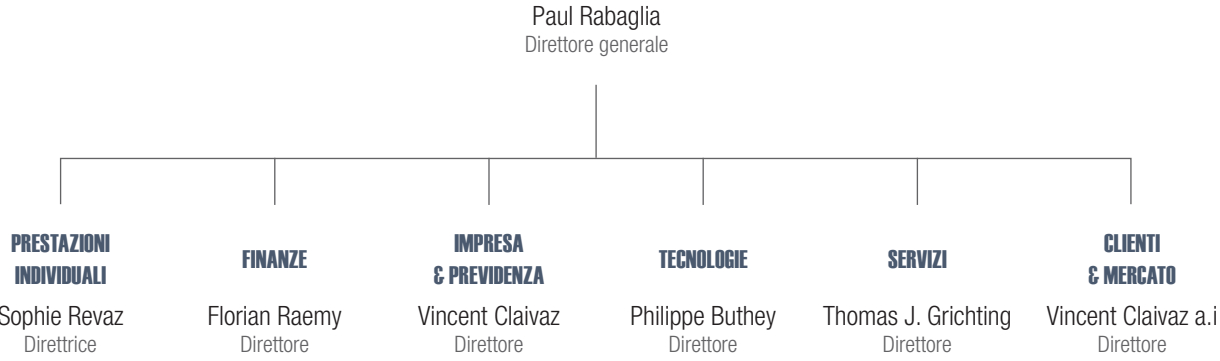 Paul Rabaglia
Direttore generale
PRESTAZIONI
INDIVIDUALI
Sophie Revaz
Direttrice
FINANZE
Florian Raemy
Direttore
IMPRESA
& PREVIDENZA
Vincent Claivaz
Direttore
TECNOLOGIE
Philippe Buthey
Direttore
SERVIZI
Thomas J. Grichting
Direttore
CLIENTI
& MERCATO
Vincent Claivaz a.i
Direttore